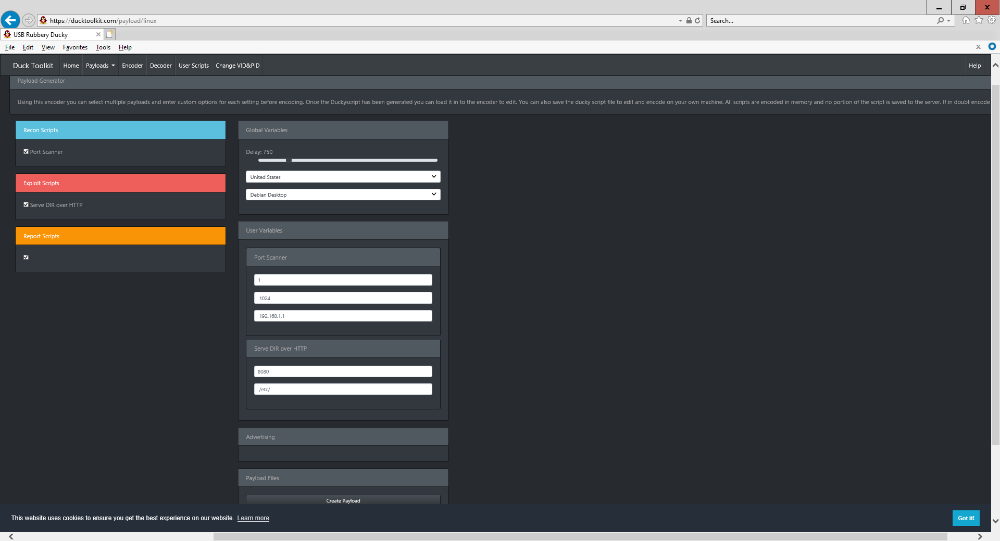 https://ducktoolkit.com/payload/linux
Search...
USB Rubbery Ducky
File Edit View Favorites Tools Help
Duck Toolkit Home Payloads Encoder Decoder User Scripts Change VID&PID Help
Payload Generator
Using this encoder you can select multiple payloads and enter custom options for each setting before encoding. Once the Duckyscript has been generated you can load it in to the encoder to edit. You can also save the ducky script file to edit and encode on your own machine. All scripts are encoded in memory and no portion of the script is saved to the server. If in doubt encode
Recon Scripts
Port Scanner
Exploit Scripts
Serve DIR over HTTP
Report Scripts
Global Variables
Delay: 750
United States
Debian Desktop
User Variables
Port Scanner
1
1024
192.168.1.1
Serve DIR over HTTP
8080
/etc/
Advertising
Payload Files
Create Payload
This website uses cookies to ensure you get the best experience on our website. Learn more
Got it!